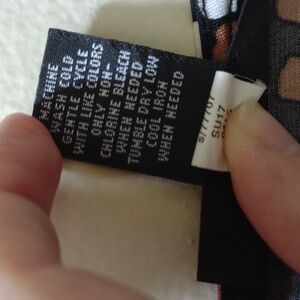 MACHINE
WASH COLD
GENTLE CYCLE
WITH LIKE COLORS
ONLY NON-
CHLORINE BLEACH
WHEN NEEDED
TUMBLE DRY LOW
COOL IRON
WHEN NEEDED
SU17